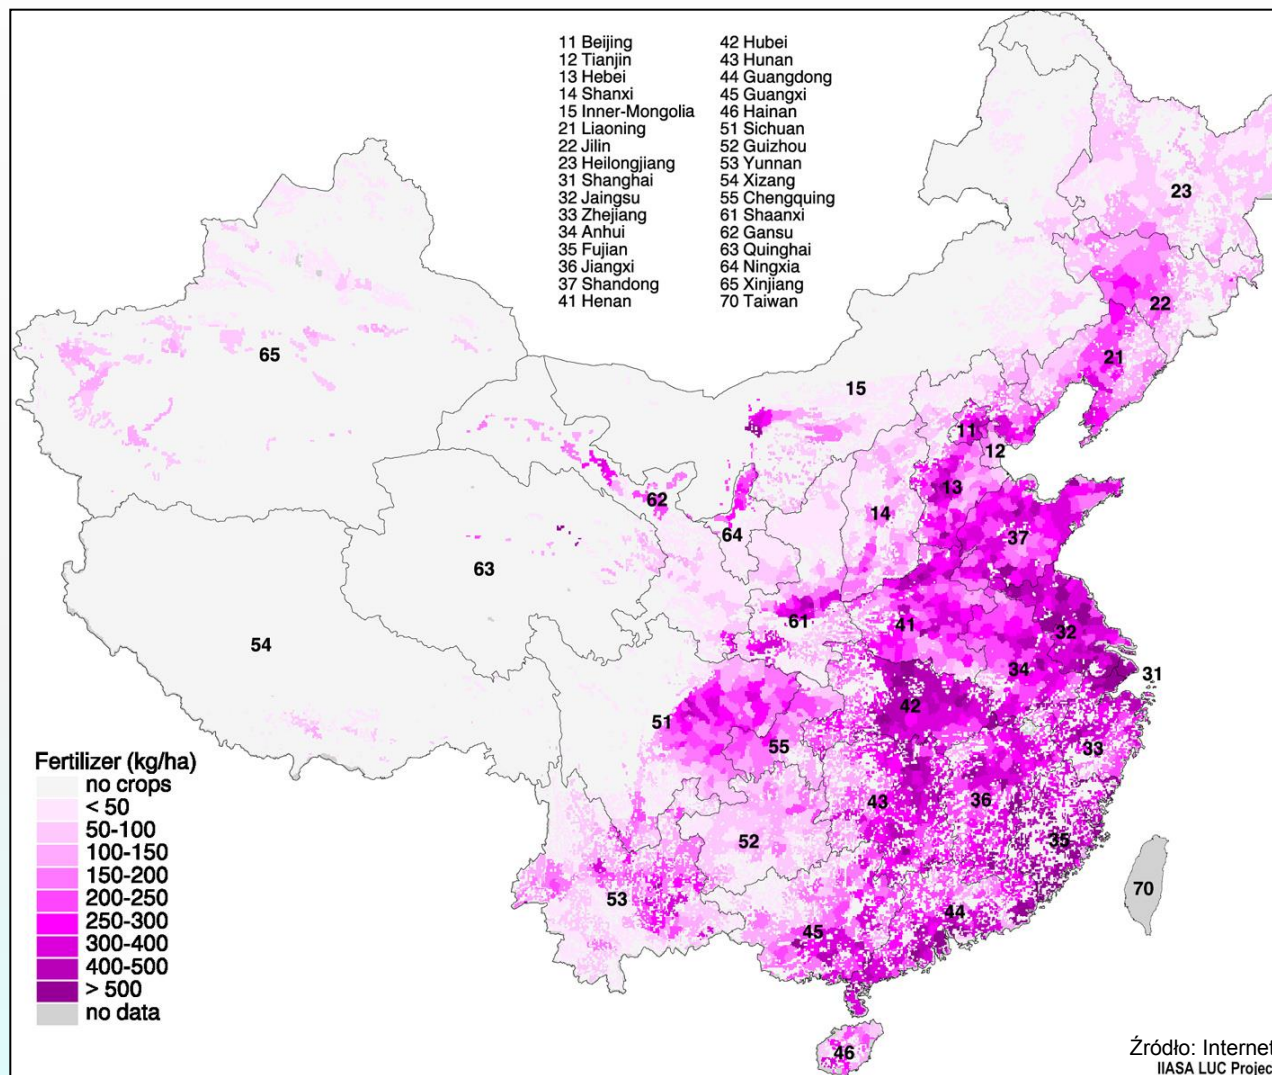 11 Beijing
12 Tianjin
13 Hebei
14 Shanxi
15 Inner-Mongolia
21 Liaoning
22 Jilin
23 Heilongjiang
31 Shanghai
32 Jaingsu
33 Zhejiang
34 Anhui
35 Fujian
36 Jiangxi
37 Shandong
41 Henan
42 Hubei
43 Hunan
44 Guangdong
45 Guangxi
46 Hainan
51 Sichuan
52 Guizhou
53 Yunnan
54 Xizang
55 Chengquing
61 Shaanxi
62 Gansu
63 Quinghai
64 Ningxia
65 Xinjiang
70 Taiwan
23
22
65
21
15
11
12
13
62
14
64
37
63
61
41
32
54
34
31
51
42
55
33
43
36
52
35
70
53
44
45
46
Fertilizer (kg/ha)
no crops
< 50
50-100
100-150
150-200
200-250
250-300
300-400
400-500
> 500
no data
Źródło: Internet
IIASA LUC Projec